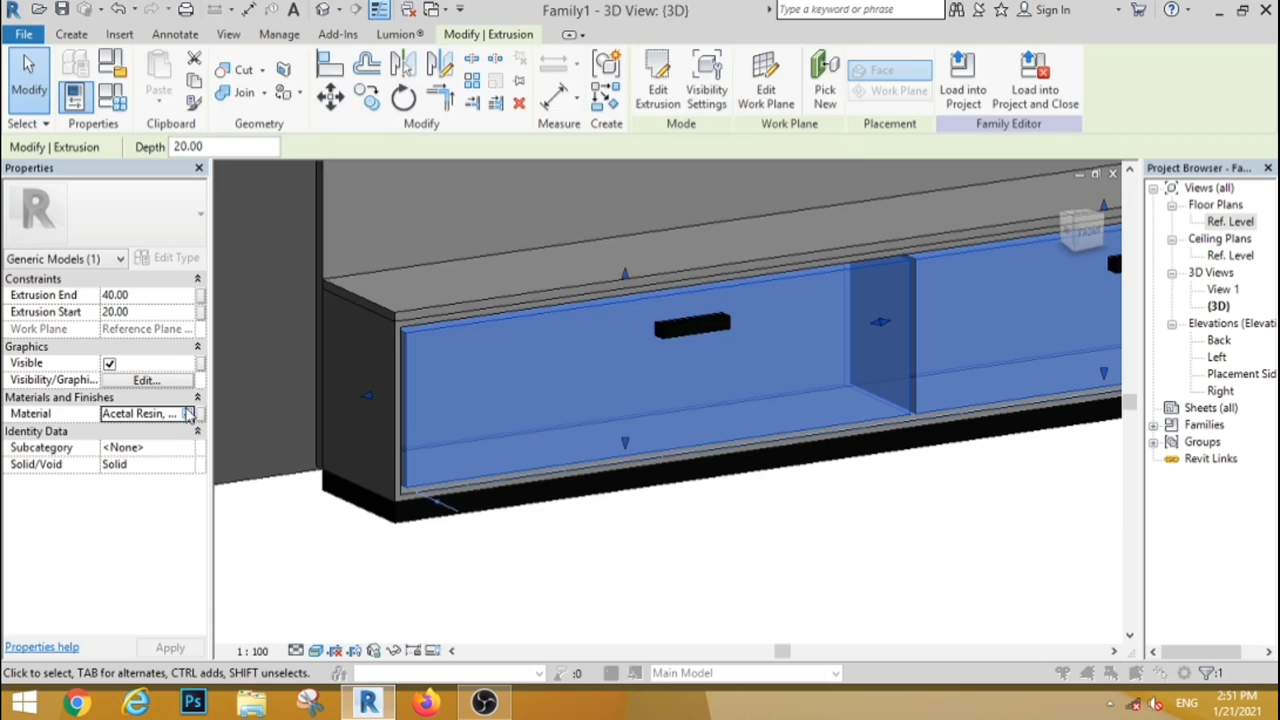 Family1 - 3D View: {3D}
Type a keyword or phrase
Sign In
File
Create
Insert
Annotate
View
Manage
Add-Ins
Lumion®
Modify | Extrusion
Modify
Paste
Cut
Join
Edit
Extrusion
Visibility
Settings
Edit
Work Plane
Pick
New
Face
Work Plane
Load into
Project
Load into
Project and Close
Select
Properties
Clipboard
Geometry
Modify
Measure
Create
Mode
Work Plane
Placement
Family Editor
Modify | Extrusion
Depth
20.00
Properties
Generic Models (1)
Edit Type
Constraints
Extrusion End 40.00
Extrusion Start 20.00
Work Plane Reference Plane ...
Graphics
Visible
Visibility/Graphi... Edit...
Materials and Finishes
Material Acetal Resin, ...
Identity Data
Subcategory <None>
Solid/Void Solid
Properties help
Apply
Project Browser - Fa...
Views (all)
Floor Plans
Ref. Level
Ceiling Plans
Ref. Level
3D Views
View 1
(3D)
Elevations (Elevati
Back
Left
Placement Sid
Right
Sheets (all)
Families
Groups
Revit Links
1 : 100
Click to select, TAB for alternates, CTRL adds, SHIFT unselects.
:0
Main Model
:1
Ps
ENG
2:51 PM
1/21/2021